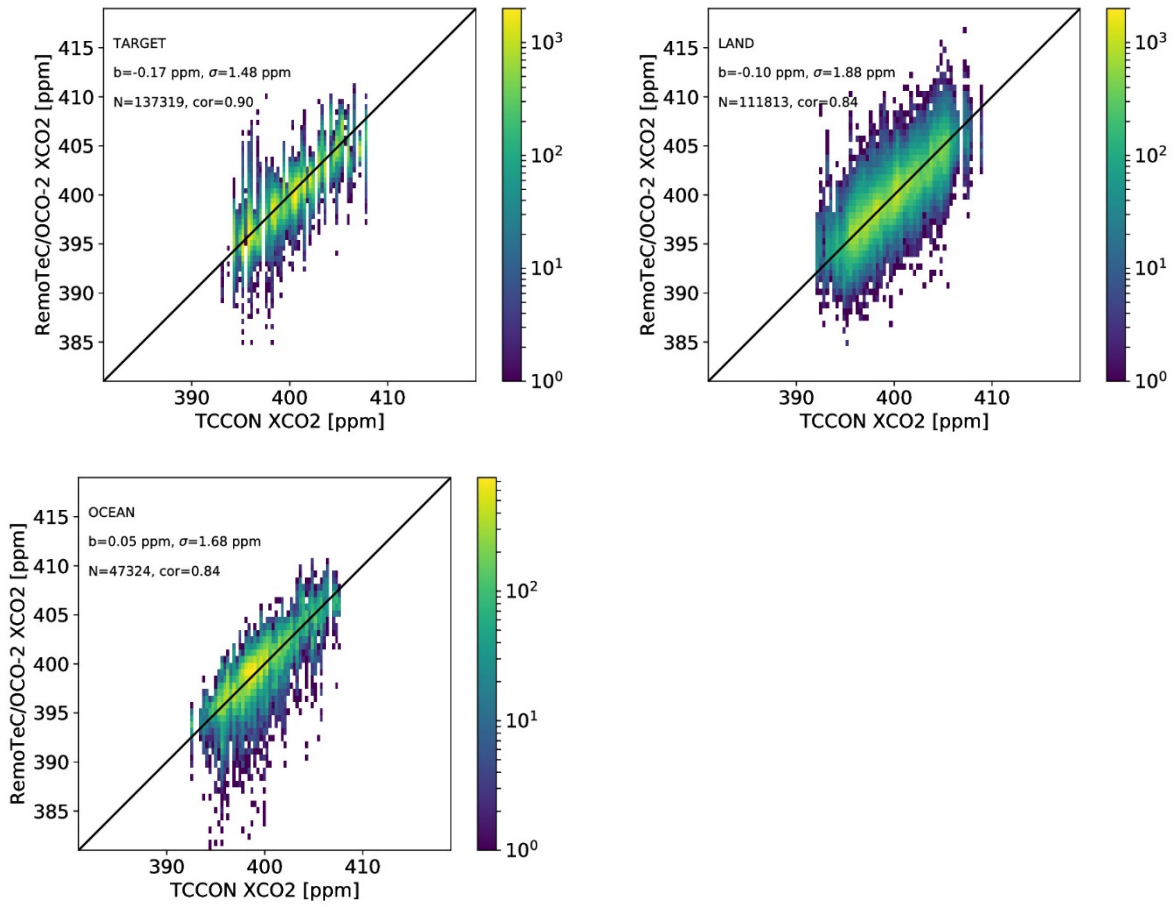 TARGET
b=-0.17 ppm, σ=1.48 ppm
N=137319, cor=0.90
415
410
405
400
395
390
385
RemoTeC/OCO-2 XCO2 [ppm]
390 400 410
TCCON XCO2 [ppm]
10³
10²
10¹
10⁰
LAND
b=-0.10 ppm, σ=1.88 ppm
N=111813, cor=0.84
415
410
405
400
395
390
385
RemoTeC/OCO-2 XCO2 [ppm]
390 400 410
TCCON XCO2 [ppm]
10³
10²
10¹
10⁰
OCEAN
b=0.05 ppm, σ=1.68 ppm
N=47324, cor=0.84
415
410
405
400
395
390
385
RemoTeC/OCO-2 XCO2 [ppm]
390 400 410
TCCON XCO2 [ppm]
10²
10¹
10⁰